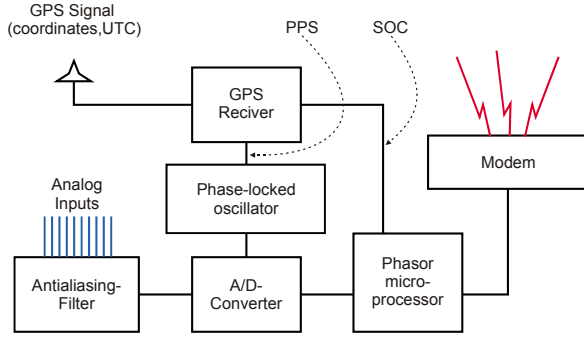 GPS Signal
(coordinates,UTC)
PPS
SOC
GPS
Reciver
Modem
Analog
Inputs
Phase-locked
oscillator
Antialiasing-
Filter
A/D-
Converter
Phasor
micro-
processor